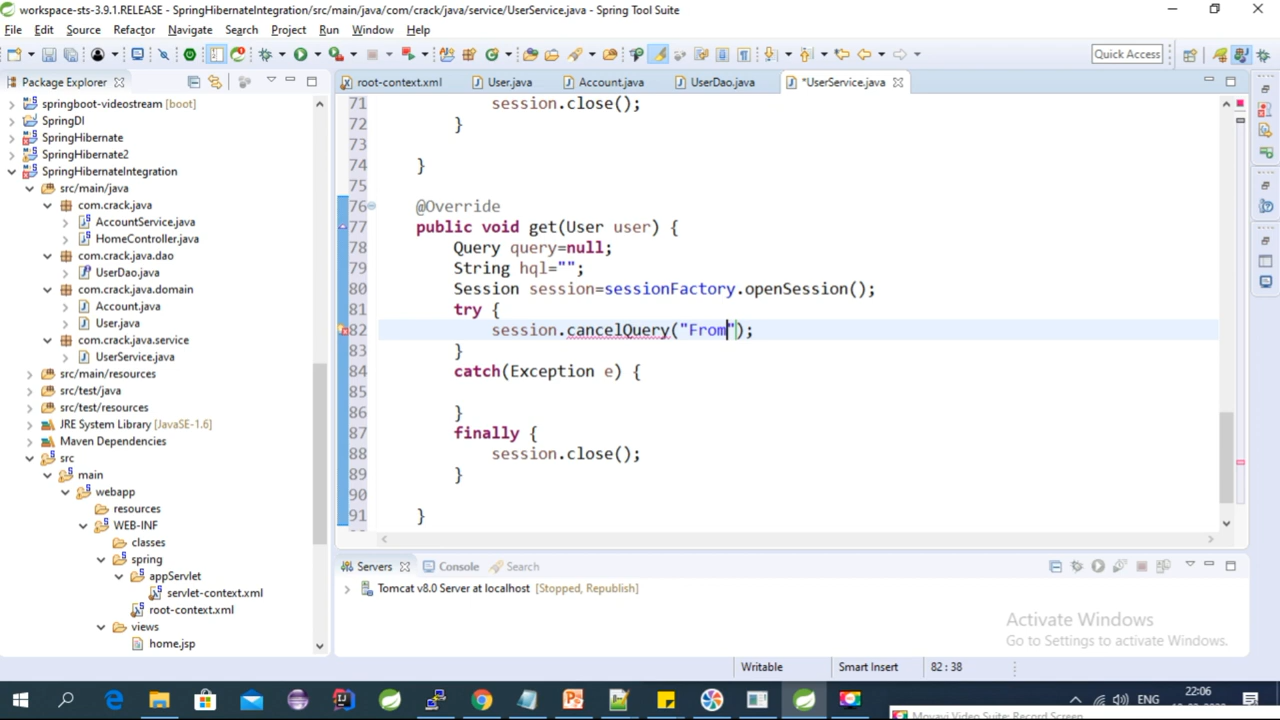 workspace-sts-3.9.1.RELEASE - SpringHibernateIntegration/src/main/java/com/crack/java/service/UserService.java - Spring Tool Suite
File Edit Source Refactor Navigate Search Project Run Window Help
Quick Access
Package Explorer
root-context.xml User.java Account.java UserDao.java *UserService.java
springboot-videostream [boot]
SpringDI
SpringHibernate
SpringHibernate2
SpringHibernateIntegration
src/main/java
com.crack.java
AccountService.java
HomeController.java
com.crack.java.dao
UserDao.java
com.crack.java.domain
Account.java
User.java
com.crack.java.service
UserService.java
src/main/resources
src/test/java
src/test/resources
JRE System Library [JavaSE-1.6]
Maven Dependencies
src
main
webapp
resources
WEB-INF
classes
spring
appServlet
servlet-context.xml
root-context.xml
views
home.jsp
71 session.close();
72 }
73
74 }
75
76 @Override
77 public void get(User user) {
78 Query query=null;
79 String hql="";
80 Session session=sessionFactory.openSession();
81 try {
82 session.cancelQuery("From");
83 }
84 catch(Exception e) {
85
86 }
87 finally {
88 session.close();
89 }
90
91 }
Servers Console Search
Tomcat v8.0 Server at localhost [Stopped, Republish]
Activate Windows
Go to Settings to activate Windows.
Writable Smart Insert 82 : 38
ENG
22:06
Movavi Video Suite: Record Screen